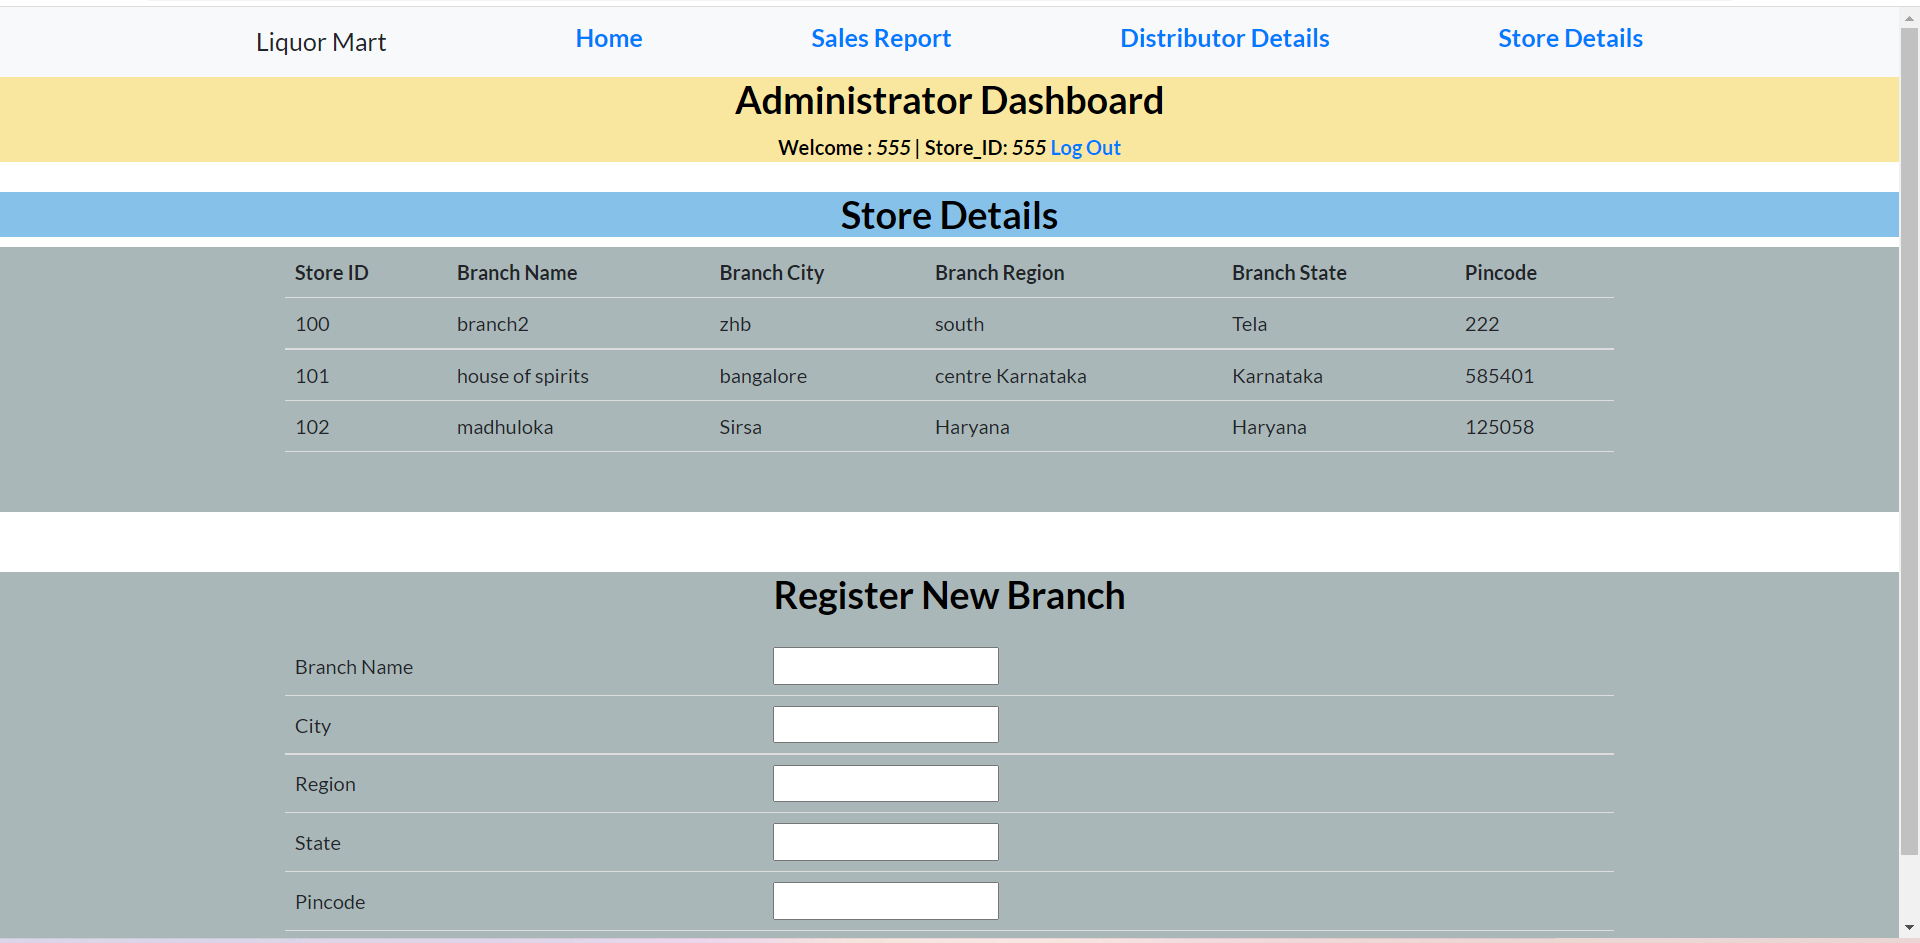 Liquor Mart Home Sales Report Distributor Details Store Details
Administrator Dashboard
Welcome : 555 | Store_ID: 555 Log Out
Store Details
Store ID Branch Name Branch City Branch Region Branch State Pincode
100 branch2 zhb south Tela 222
101 house of spirits bangalore centre Karnataka Karnataka 585401
102 madhuloka Sirsa Haryana Haryana 125058
Register New Branch
Branch Name
City
Region
State
Pincode